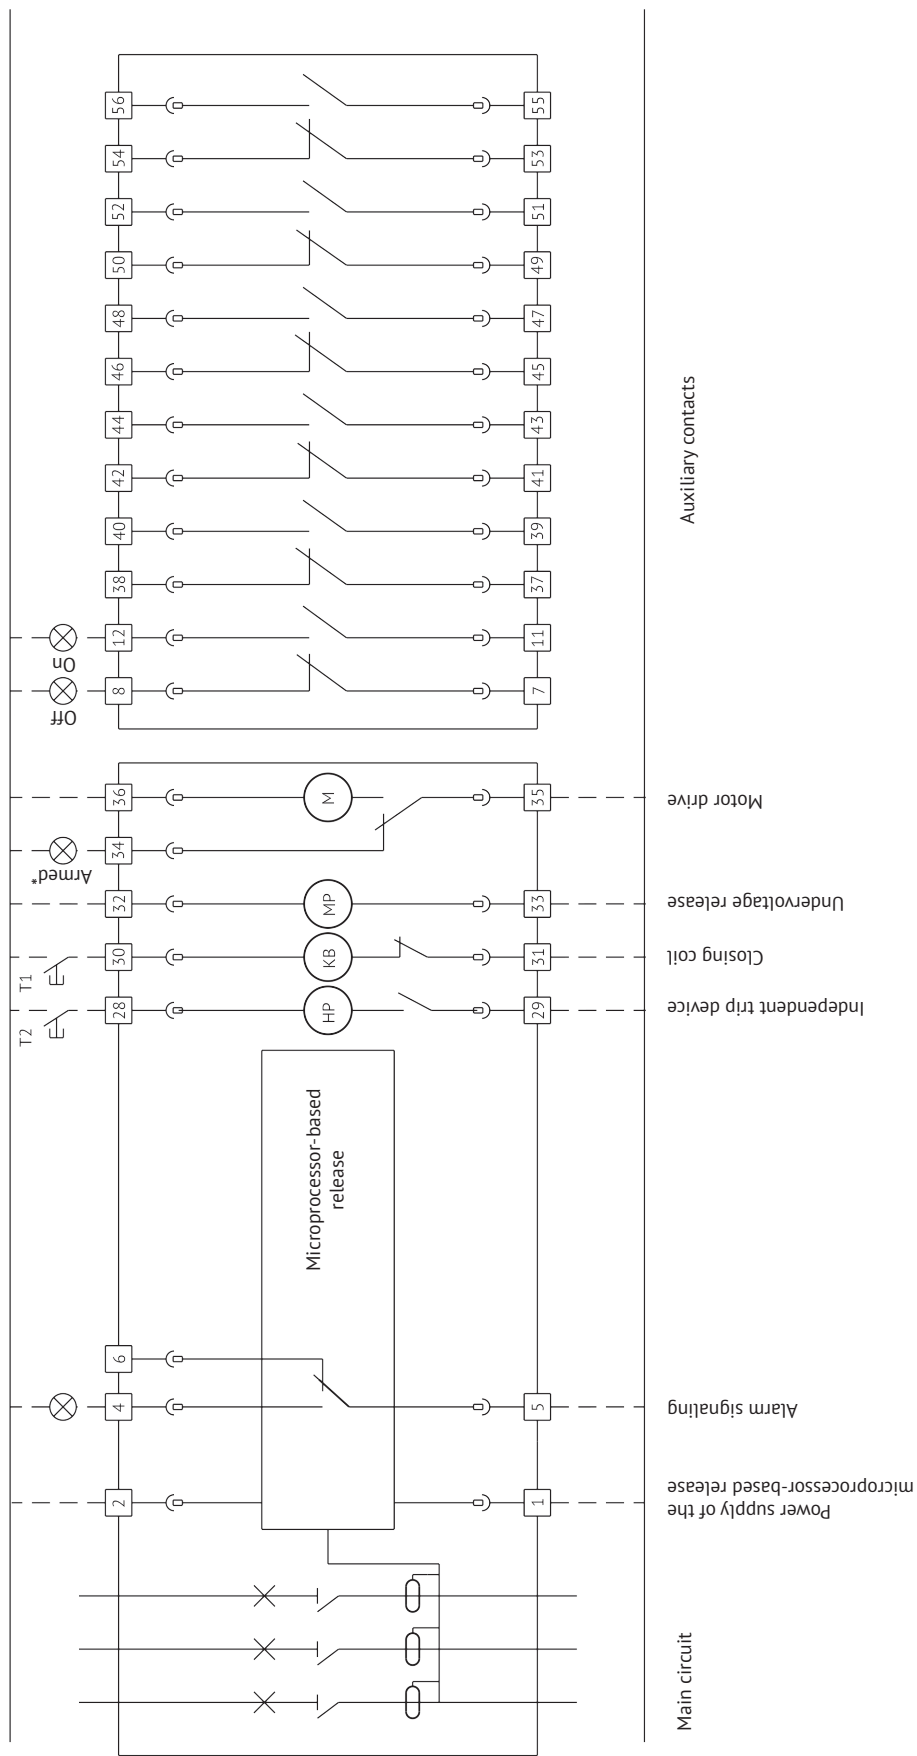 56
55
54
53
52
51
50
49
48
47
46
45
44
43
42
41
40
39
38
37
On
12
11
Off
8
7
Auxiliary contacts
36
M
35
Motor drive
Armed*
34
32
MP
33
Undervoltage release
T1
30
KB
31
Closing coil
T2
28
HP
29
Independent trip device
Microprocessor-based
release
6
4
5
Alarm signaling
2
1
Power supply of the
microprocessor-based release
Main circuit